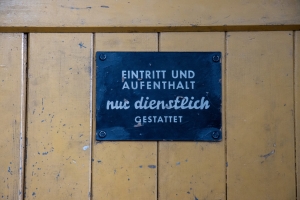 EINTRITT UND
AUFENTHALT
nur dienstlich
GESTATTET